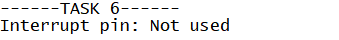 ------TASK 6------
Interrupt pin: Not used